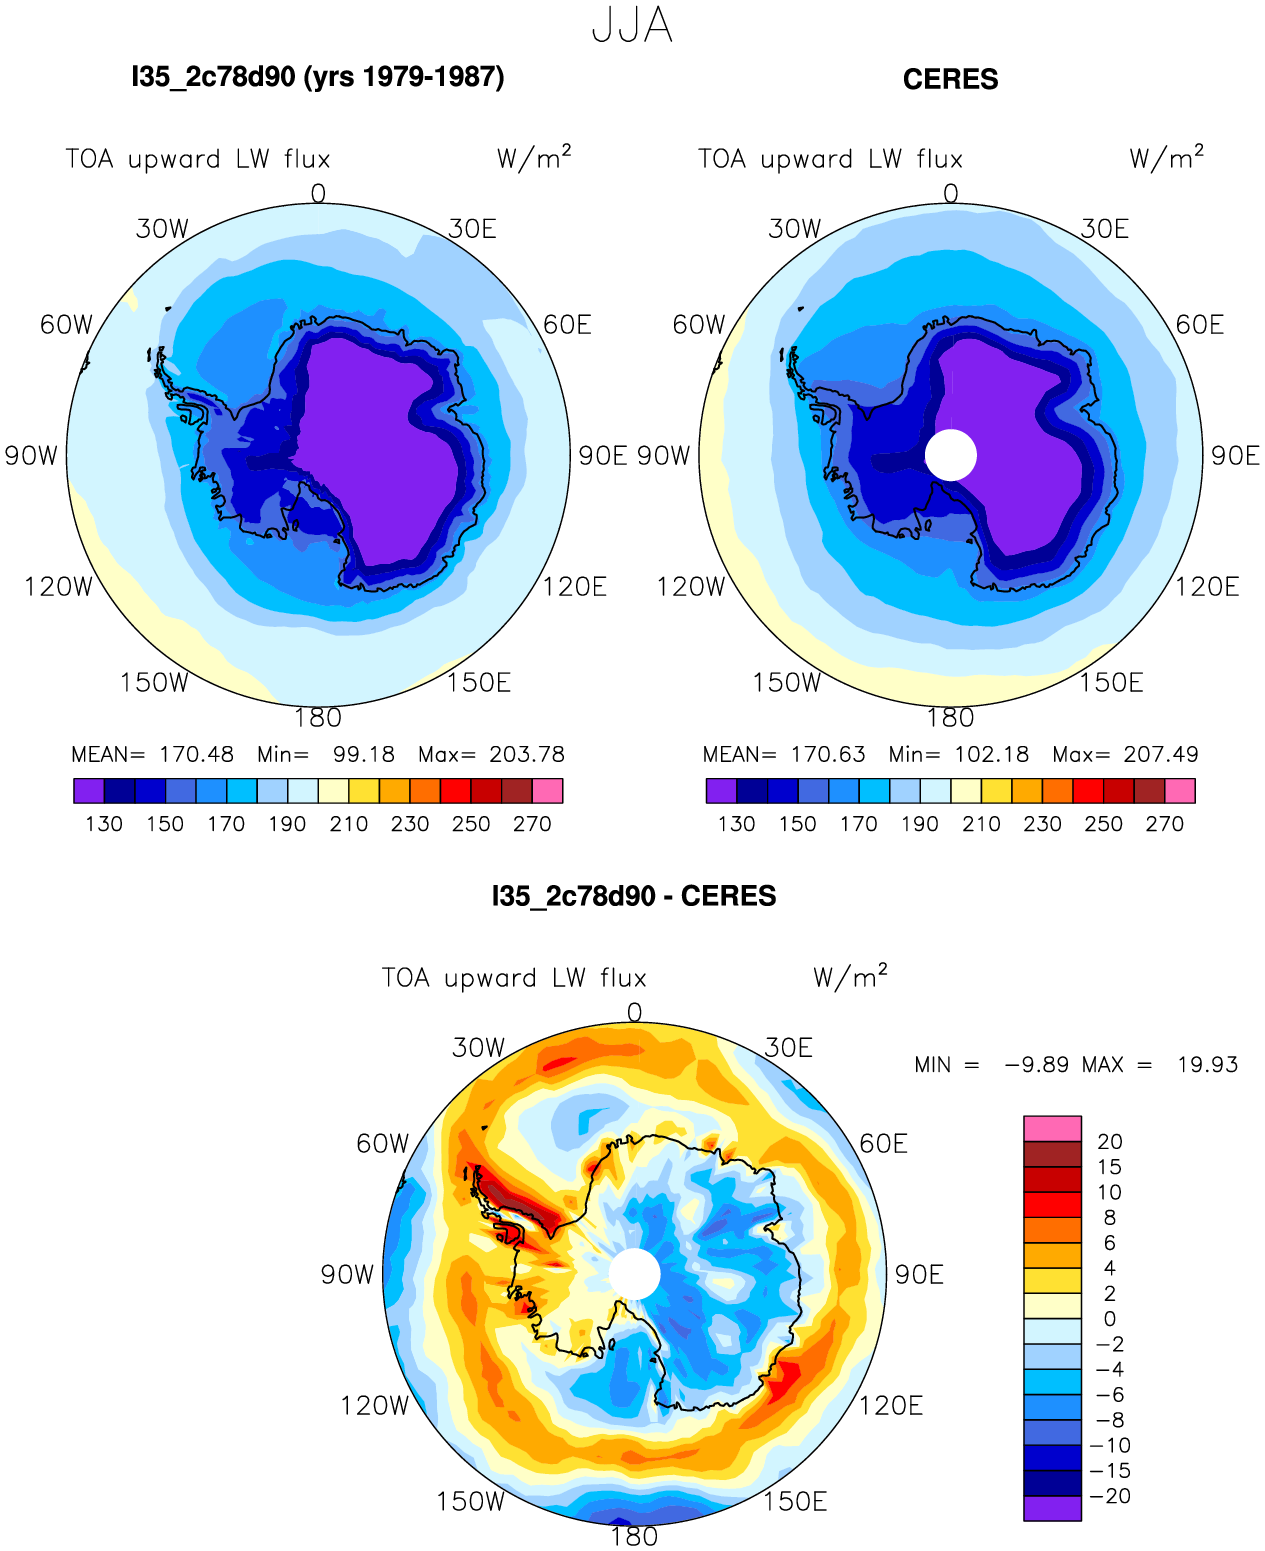 JJA
I35_2c78d90 (yrs 1979-1987)
CERES
TOA upward LW flux W/m2
TOA upward LW flux W/m2
0
30W 30E
60W 60E
90W 90E
120W 120E
150W 150E
180
0
30W 30E
60W 60E
90W 90E
120W 120E
150W 150E
180
MEAN= 170.48 Min= 99.18 Max= 203.78
130 150 170 190 210 230 250 270
MEAN= 170.63 Min= 102.18 Max= 207.49
130 150 170 190 210 230 250 270
I35_2c78d90 - CERES
TOA upward LW flux W/m2
0
30W 30E
60W 60E
90W 90E
120W 120E
150W 150E
180
MIN = -9.89 MAX = 19.93
20
15
10
8
6
4
2
0
-2
-4
-6
-8
-10
-15
-20